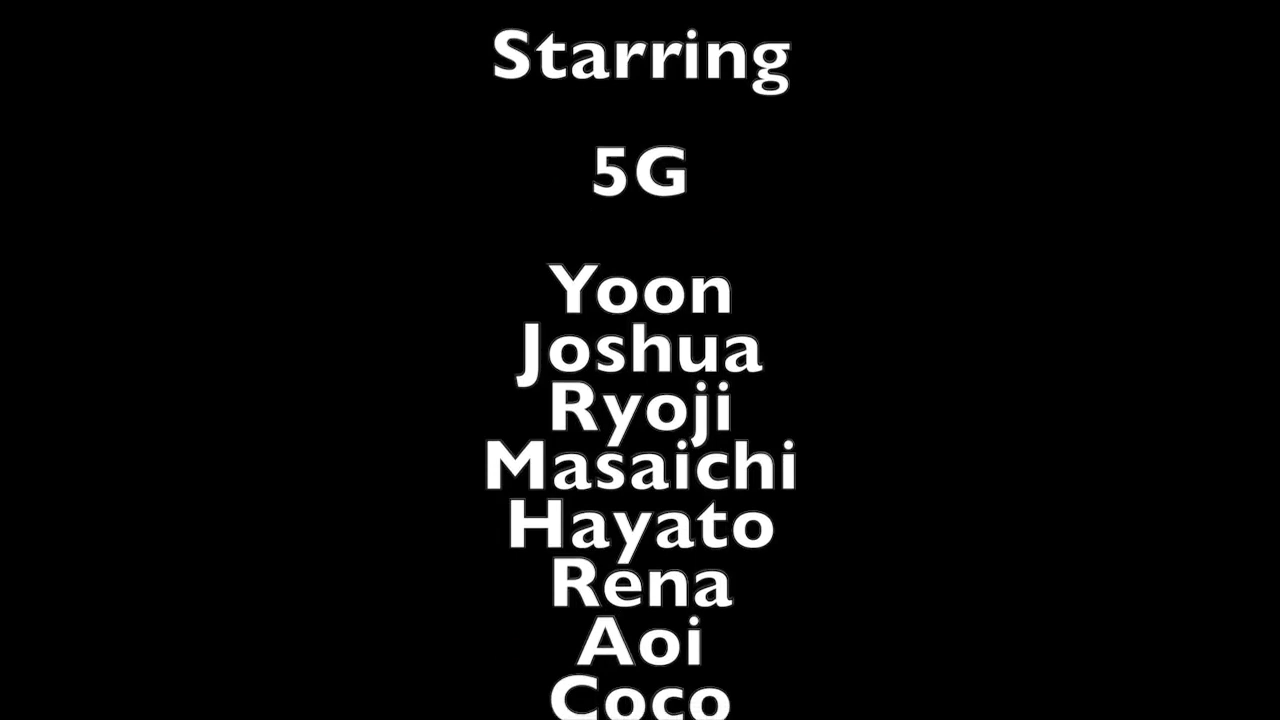 Starring
5G
Yoon
Joshua
Ryoji
Masaichi
Hayato
Rena
Aoi
Coco